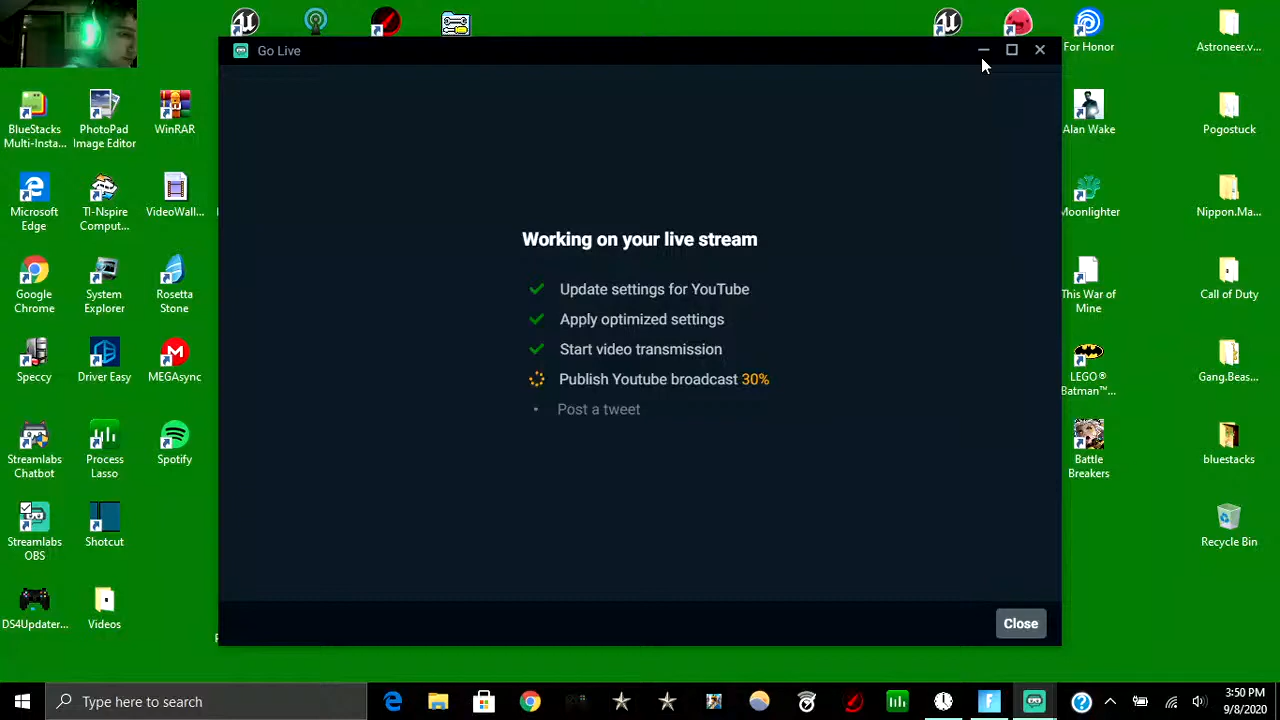 Go Live
For Honor
Astroneer.v...
BlueStacks
Multi-Insta...
PhotoPad
Image Editor
WinRAR
Alan Wake
Pogostuck
Microsoft
Edge
TI-Nspire
Comput...
VideoWall...
Moonlighter
Nippon.Ma...
Working on your live stream
Update settings for YouTube
Apply optimized settings
Start video transmission
Publish Youtube broadcast 30%
Post a tweet
Google
Chrome
System
Explorer
Rosetta
Stone
This War of
Mine
Call of Duty
Speccy
Driver Easy
MEGAsync
LEGO®
Batman™...
Gang.Beas...
Streamlabs
Chatbot
Process
Lasso
Spotify
Battle
Breakers
bluestacks
Streamlabs
OBS
Shotcut
Recycle Bin
DS4Updater...
Videos
Close
Type here to search
3:50 PM
9/8/2020